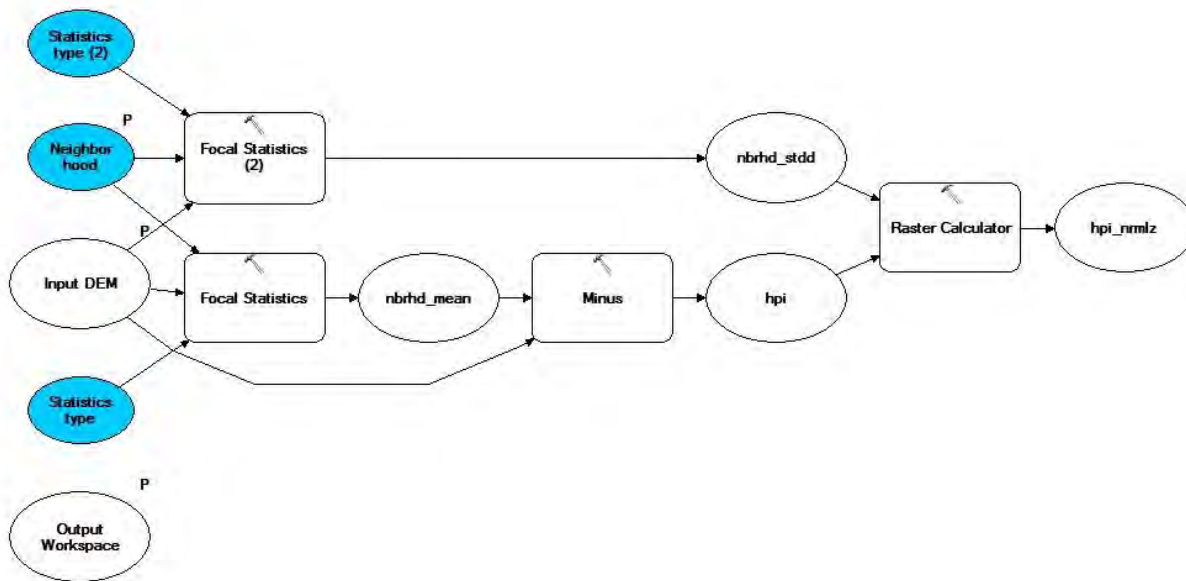 Statistics
type (2)
P
Neighbor
hood
Focal Statistics
(2)
nbrhd_stdd
Raster Calculator
hpi_nrmlz
P
Input DEM
Focal Statistics
nbrhd_mean
Minus
hpi
Statistics
type
P
Output
Workspace